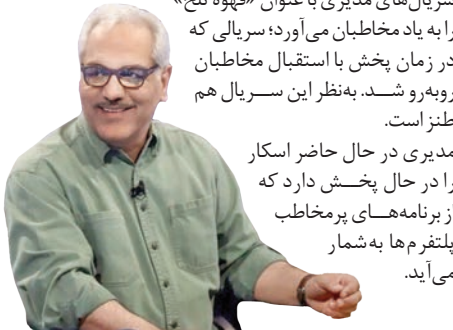 سریال‌های مدیری با عنوان «قهوه تلخ»
را به یاد مخاطبان می‌آورد؛ سریالی که
در زمان پخش با استقبال مخاطبان
روبه‌رو شد. به‌نظر این سریال هم
طنز است.
مدیری در حال حاضر اسکار
را در حال پخش دارد که
از برنامه‌های پرمخاطب
پلتفرم‌ها به‌شمار
می‌آید.